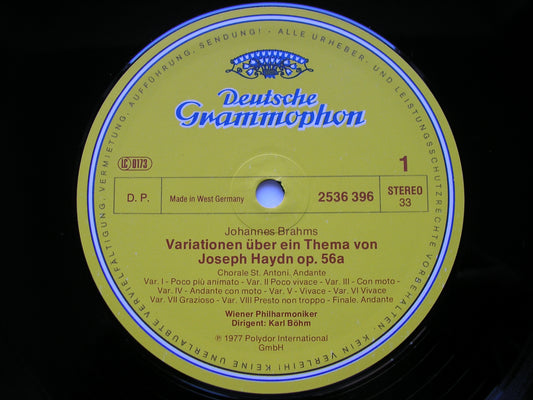 ALLE URHEBER- UND LEISTUNGSSCHUTZRECHTE VORBEHALTEN · KEIN VERLEIH! KEINE UNERLAUBTE VERVIELFÄLTIGUNG, VERMIETUNG, AUFFÜHRUNG, SENDUNG! ·
Deutsche
Grammophon
LC 0173
1
D. P.
Made in West Germany
2536 396
STEREO
33
Johannes Brahms
Variationen über ein Thema von
Joseph Haydn op. 56a
Chorale St. Antoni. Andante
Var. I - Poco più animato - Var. II Poco vivace - Var. III - Con moto -
Var. IV - Andante con moto - Var. V - Vivace - Var. VI Vivace
Var. VII Grazioso - Var. VIII Presto non troppo - Finale. Andante
Wiener Philharmoniker
Dirigent: Karl Böhm
Ⓟ 1977 Polydor International
GmbH